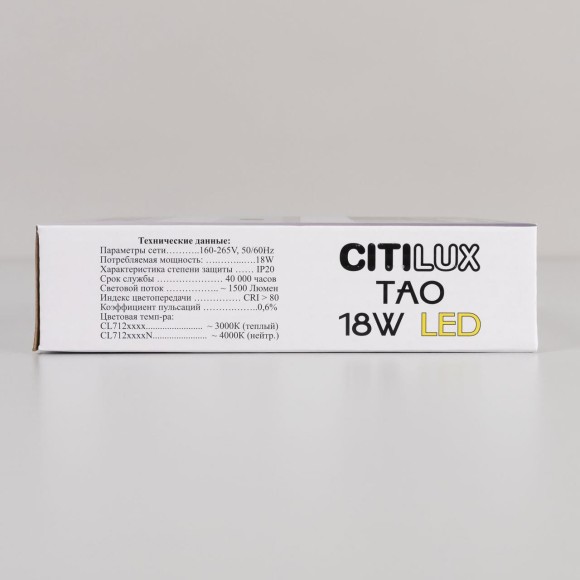 Технические данные:
Параметры сети..........160-265V, 50/60Hz
Потребляемая мощность: ...............18W
Характеристика степени защиты ...... IP20
Срок службы ..................... 40 000 часов
Световой поток ................ ~ 1500 Люмен
Индекс цветопередачи ............... CRI > 80
Коэффициент пульсаций .................0,6%
Цветовая темп-ра:
CL712xxxx.................... ~ 3000K (теплый)
CL712xxxxN................... ~ 4000K (нейтр.)
CITILUX
TAO
18W LED